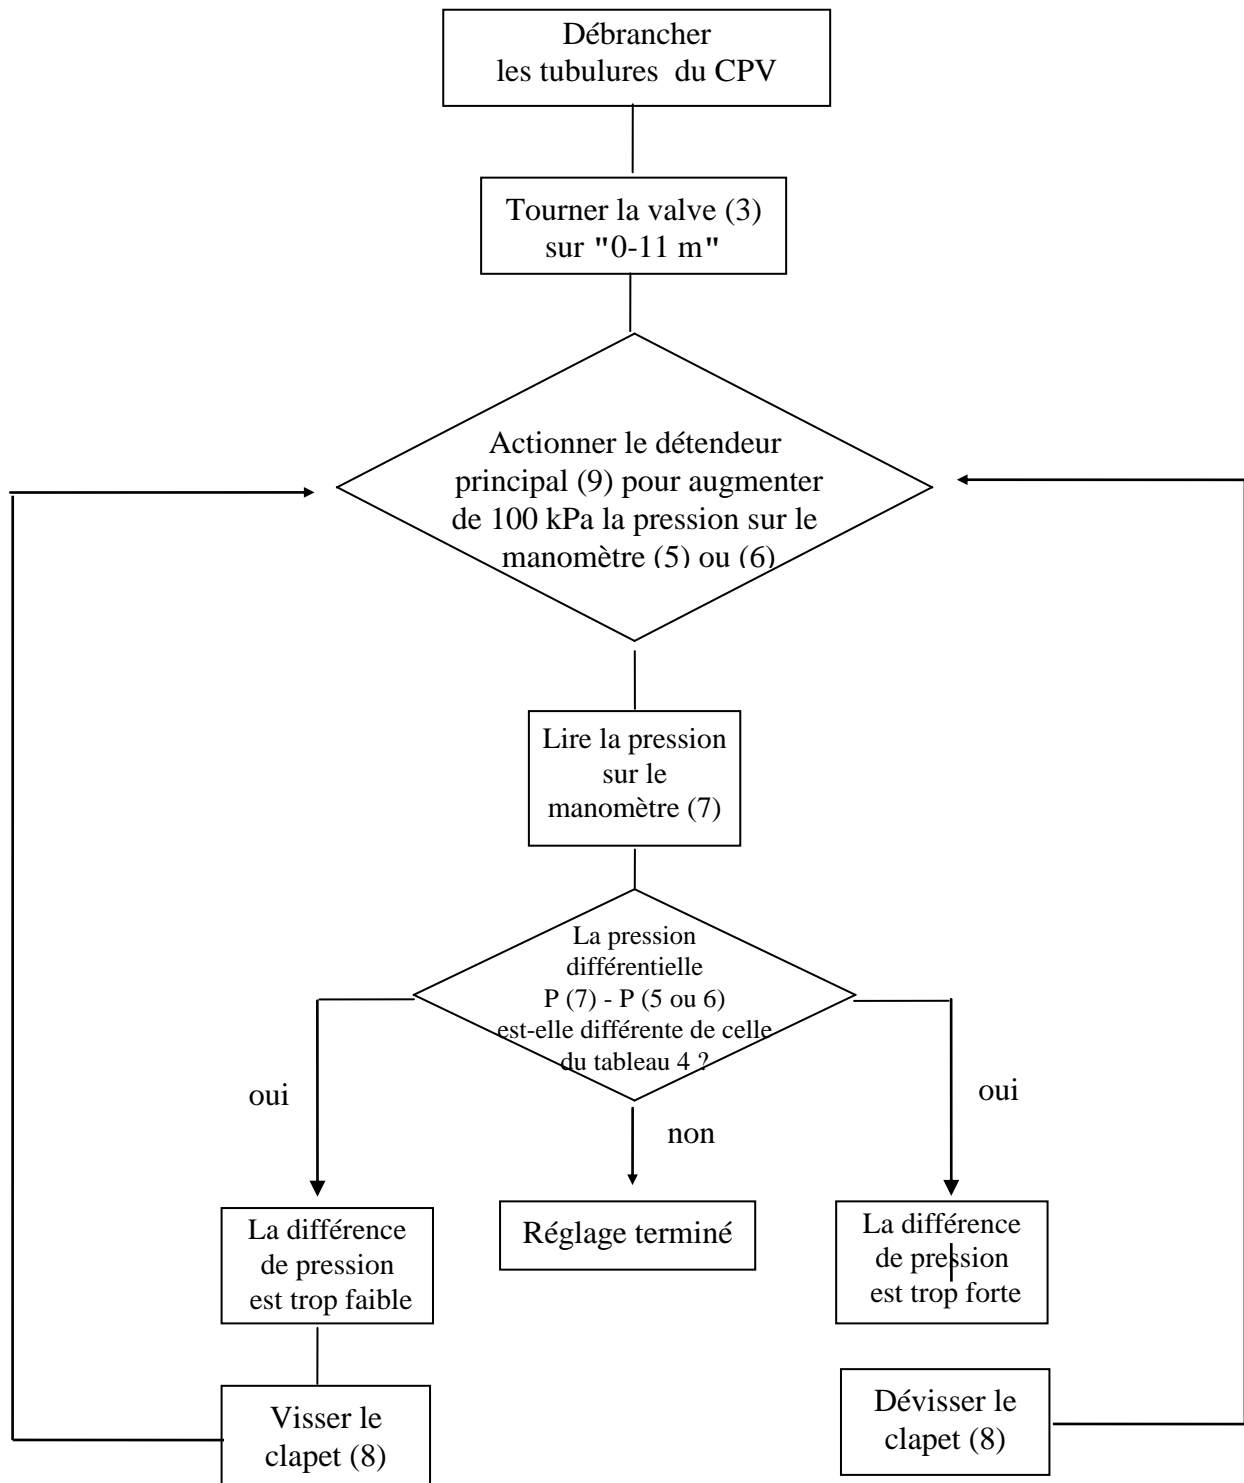 Débrancher
les tubulures du CPV
Tourner la valve (3)
sur "0-11 m"
Actionner le détendeur
principal (9) pour augmenter
de 100 kPa la pression sur le
manomètre (5) ou (6)
Lire la pression
sur le
manomètre (7)
La pression
différentielle
P (7) - P (5 ou 6)
est-elle différente de celle
du tableau 4 ?
oui
non
oui
La différence
de pression
est trop faible
Réglage terminé
La différence
de pression
est trop forte
Visser le
clapet (8)
Dévisser le
clapet (8)